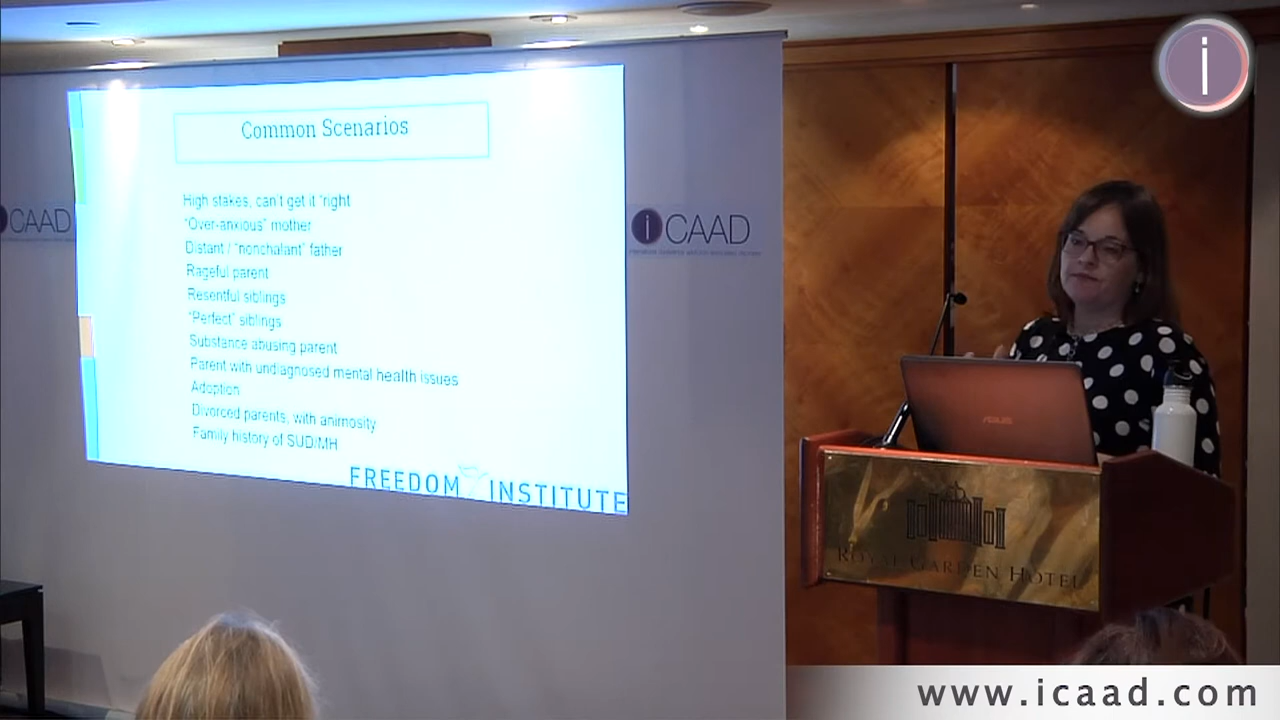 Common Scenarios
High stakes, can't get it "right
"Over-anxious" mother
Distant / "nonchalant" father
Rageful parent
Resentful siblings
"Perfect" siblings
Substance abusing parent
Parent with undiagnosed mental health issues
Adoption
Divorced parents, with animosity
Family history of SUD/MH
FREEDOM INSTITUTE
CAAD
iCAAD
i
ASUS
ROYAL GARDEN HOTEL
www.icaad.com